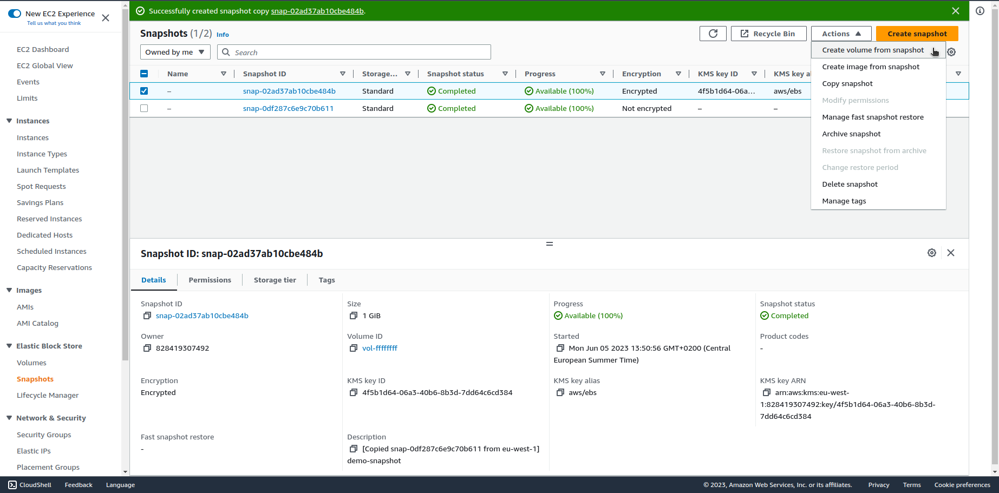 New EC2 Experience
Tell us what you think
EC2 Dashboard
EC2 Global View
Events
Limits
Instances
Instances
Instance Types
Launch Templates
Spot Requests
Savings Plans
Reserved Instances
Dedicated Hosts
Scheduled Instances
Capacity Reservations
Images
AMIs
AMI Catalog
Elastic Block Store
Volumes
Snapshots
Lifecycle Manager
Network & Security
Security Groups
Elastic IPs
Placement Groups
Successfully created snapshot copy snap-02ad37ab10cbe484b.
Snapshots (1/2) Info
Recycle Bin
Actions
Create snapshot
Owned by me
Search
Create volume from snapshot
Create image from snapshot
Copy snapshot
Modify permissions
Manage fast snapshot restore
Archive snapshot
Restore snapshot from archive
Change restore period
Delete snapshot
Manage tags
Name Snapshot ID Storage... Snapshot status Progress Encryption KMS key ID KMS key al
– snap-02ad37ab10cbe484b Standard Completed Available (100%) Encrypted 4f5b1d64-06a... aws/ebs
– snap-0df287c6e9c70b611 Standard Completed Available (100%) Not encrypted – –
Snapshot ID: snap-02ad37ab10cbe484b
Details Permissions Storage tier Tags
Snapshot ID
snap-02ad37ab10cbe484b
Size
1 GiB
Progress
Available (100%)
Snapshot status
Completed
Owner
828419307492
Volume ID
vol-ffffffff
Started
Mon Jun 05 2023 13:50:56 GMT+0200 (Central
European Summer Time)
Product codes
-
Encryption
Encrypted
KMS key ID
4f5b1d64-06a3-40b6-8b3d-7dd64c6cd384
KMS key alias
aws/ebs
KMS key ARN
arn:aws:kms:eu-west-
1:828419307492:key/4f5b1d64-06a3-40b6-8b3d-
7dd64c6cd384
Fast snapshot restore
-
Description
[Copied snap-0df287c6e9c70b611 from eu-west-1]
demo-snapshot
CloudShell Feedback Language © 2023, Amazon Web Services, Inc. or its affiliates. Privacy Terms Cookie preferences